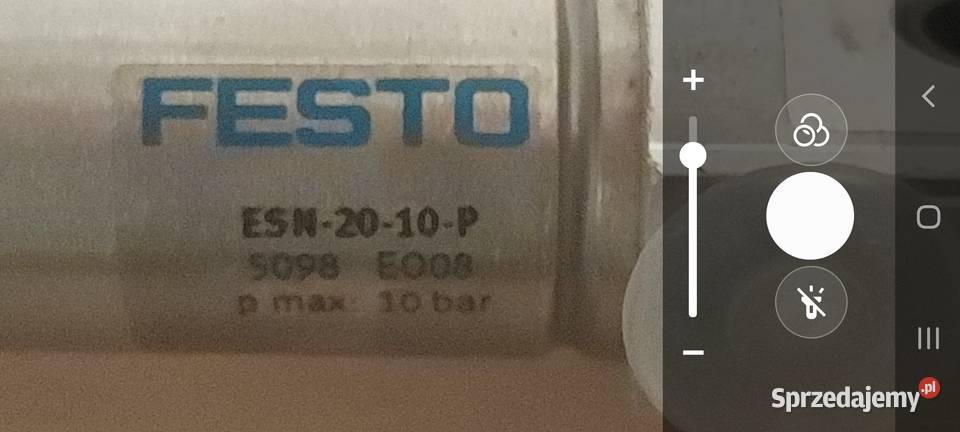 FESTO
ESN-20-10-P
5098 E008
p max: 10 bar
Sprzedajemy.pl